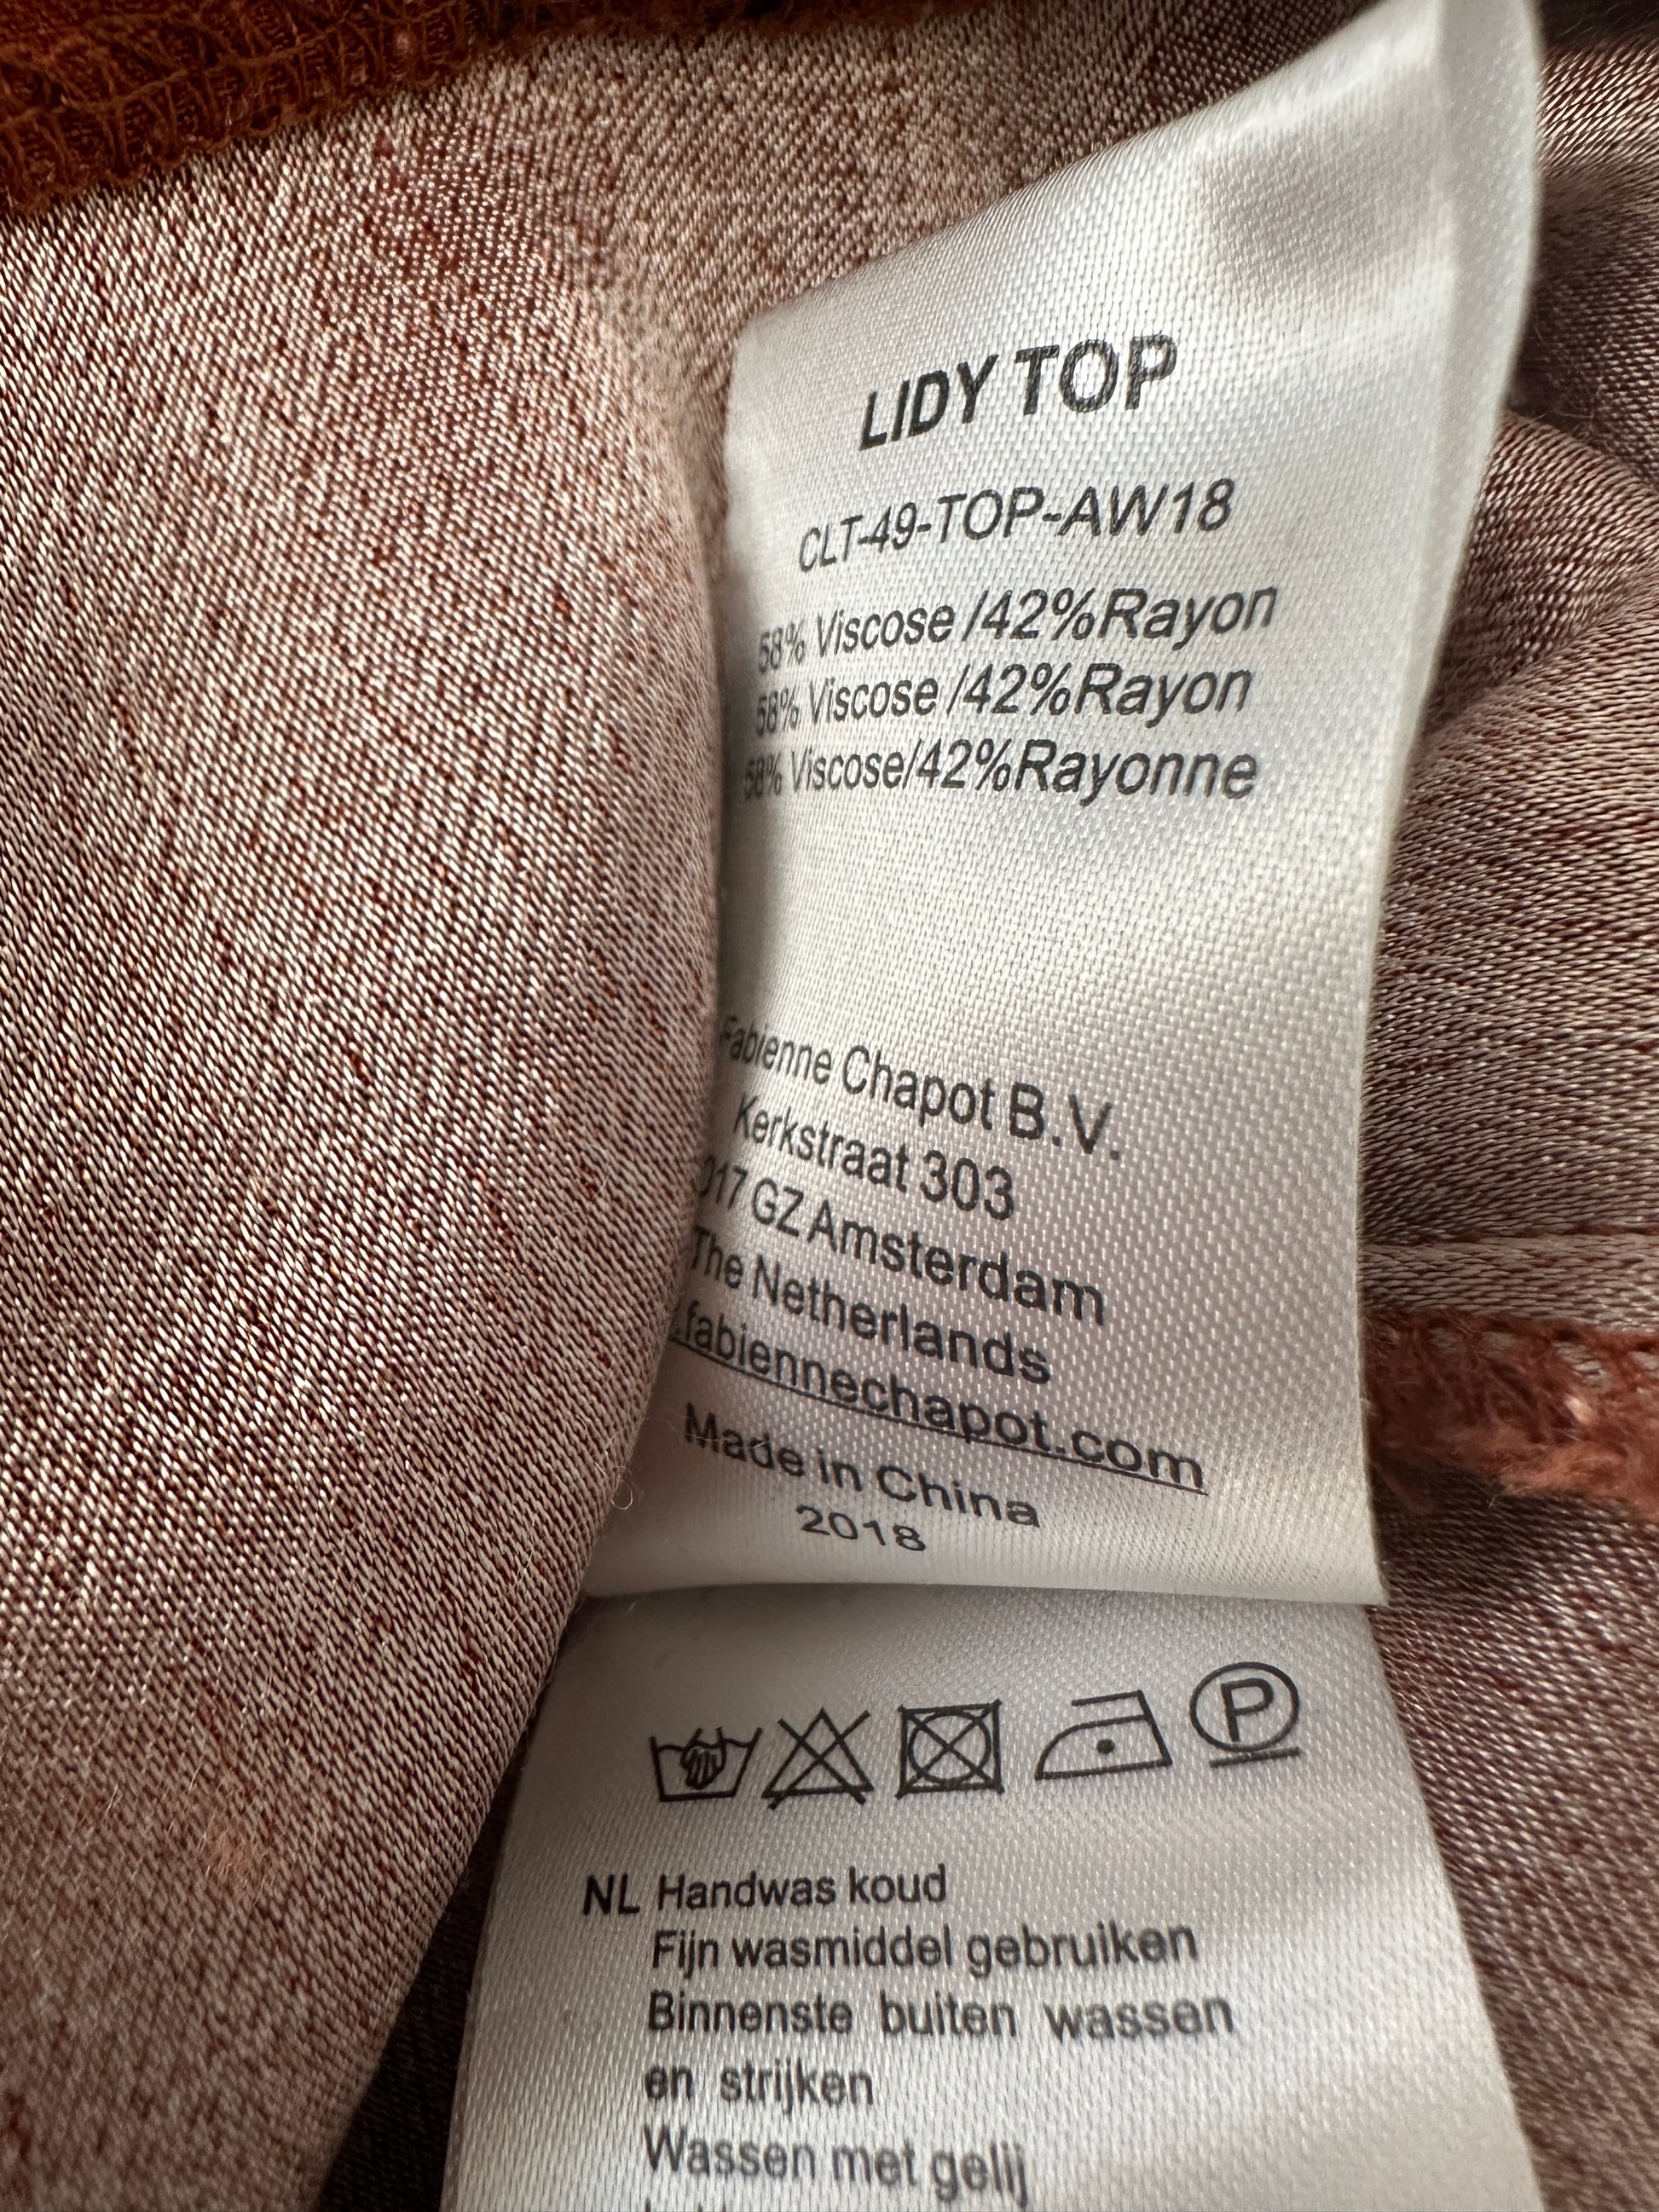 LIDY TOP
CLT-49-TOP-AW18
58% Viscose /42%Rayon
58% Viscose /42%Rayon
58% Viscose/42%Rayonne
Fabienne Chapot B.V.
Kerkstraat 303
017 GZ Amsterdam
The Netherlands
.fabiennechapot.com
Made in China
2018
P
NL Handwas koud
Fijn wasmiddel gebruiken
Binnenste buiten wassen
en strijken
Wassen met gelij